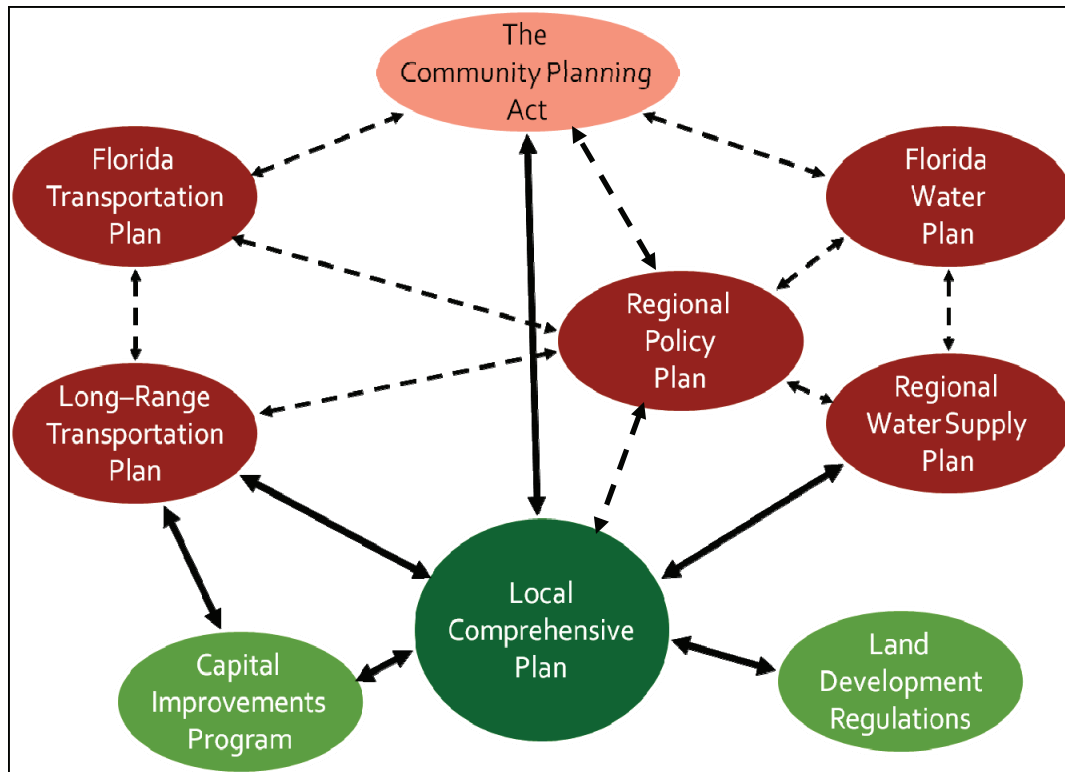 The
Community Planning
Act
Florida
Transportation
Plan
Florida
Water
Plan
Regional
Policy
Plan
Long–Range
Transportation
Plan
Regional
Water Supply
Plan
Local
Comprehensive
Plan
Capital
Improvements
Program
Land
Development
Regulations